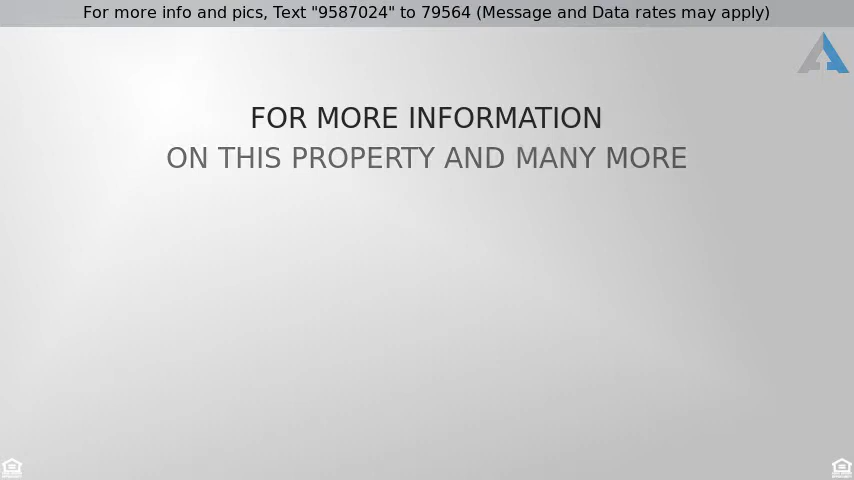 For more info and pics, Text "9587024" to 79564 (Message and Data rates may apply)
FOR MORE INFORMATION
ON THIS PROPERTY AND MANY MORE